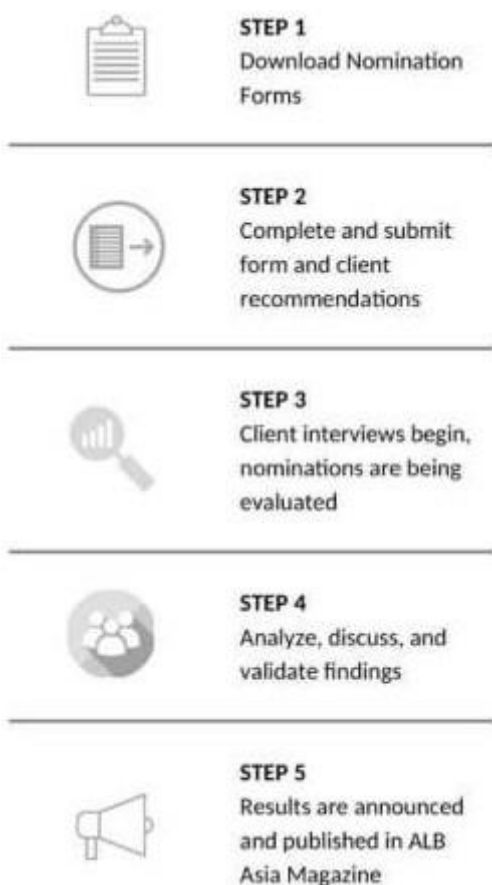 STEP 1
Download Nomination
Forms
STEP 2
Complete and submit
form and client
recommendations
STEP 3
Client interviews begin,
nominations are being
evaluated
STEP 4
Analyze, discuss, and
validate findings
STEP 5
Results are announced
and published in ALB
Asia Magazine